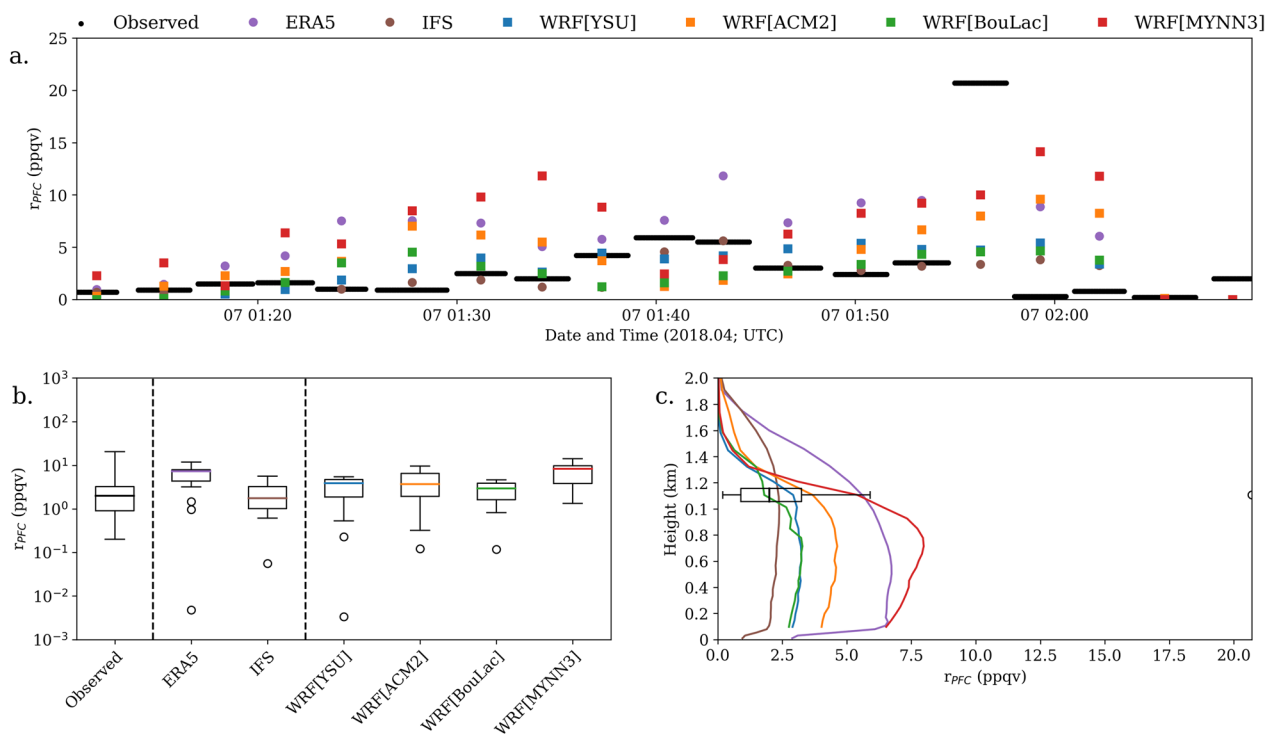 Observed ERA5 IFS WRF[YSU] WRF[ACM2] WRF[BouLac] WRF[MYNN3]
a.
25
20
15
10
5
0
r_PFC (ppqv)
07 01:20 07 01:30 07 01:40 07 01:50 07 02:00
Date and Time (2018.04; UTC)
b.
10^3
10^2
10^1
10^0
10^-1
10^-2
10^-3
r_PFC (ppqv)
Observed ERA5 IFS WRF[YSU] WRF[ACM2] WRF[BouLac] WRF[MYNN3]
c.
2.0
1.8
1.6
1.4
1.2
0.1
0.8
0.6
0.4
0.2
0
Height (km)
0.0 2.5 5.0 7.5 10.0 12.5 15.0 17.5 20.0
r_PFC (ppqv)